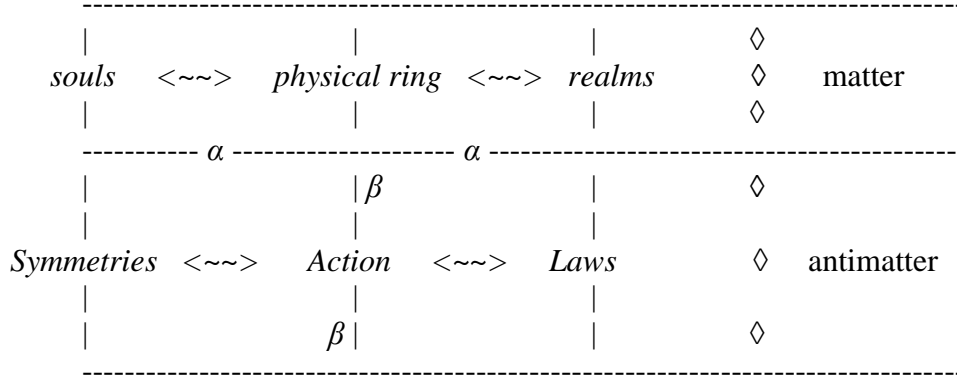 ------------------------------------------------------------
| | | ◊
souls <~~> physical ring <~~> realms ◊ matter
| | | ◊
----------- α --------------------- α ------------------------------
| | β | ◊
| | |
Symmetries <~~> Action <~~> Laws ◊ antimatter
| | |
| β | | ◊
------------------------------------------------------------